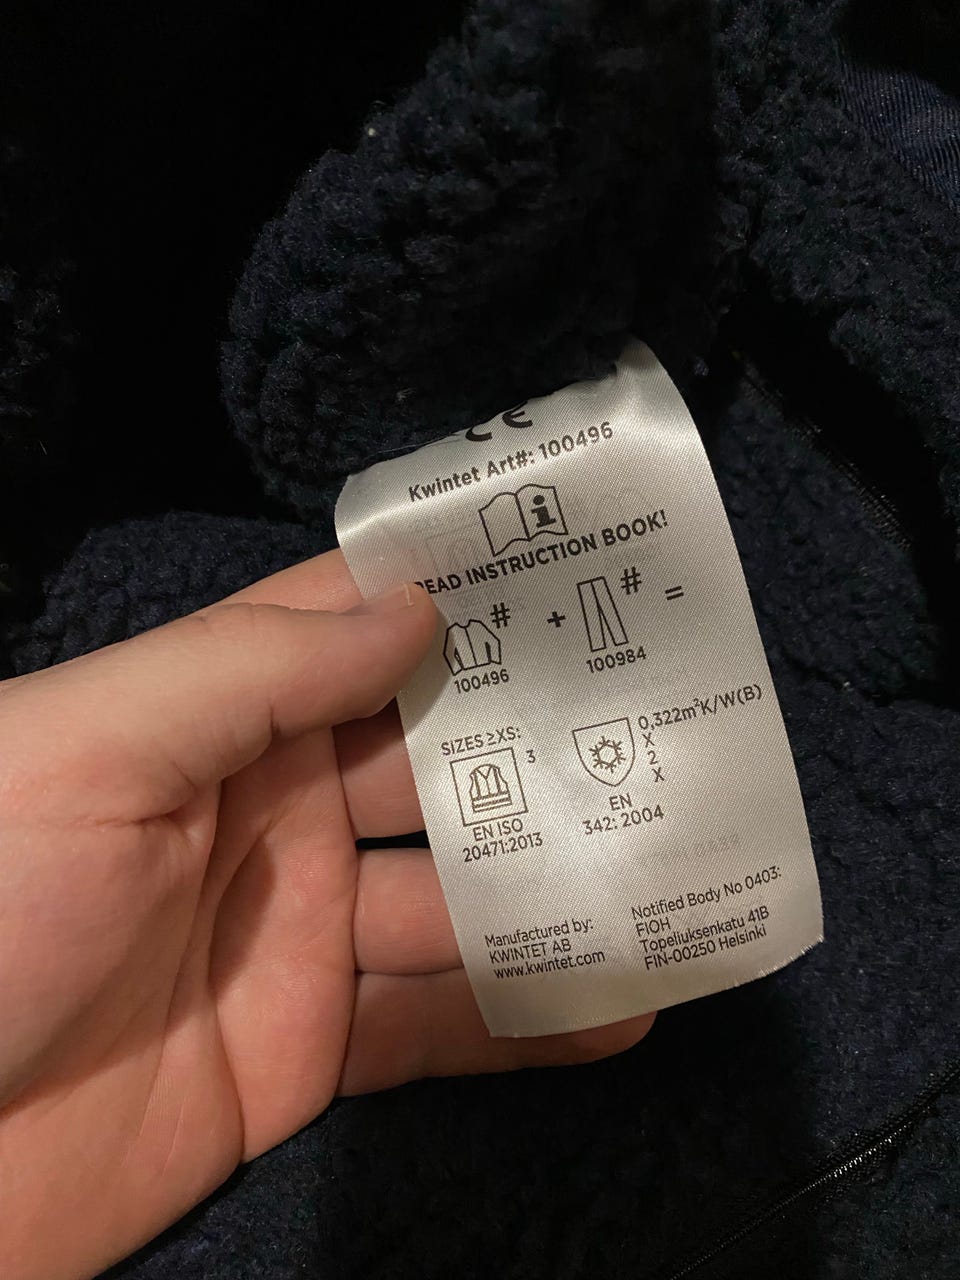 CE
Kwintet Art#: 100496
i
READ INSTRUCTION BOOK!
# + # =
100496
100984
SIZES ≥XS:
3
EN ISO
20471:2013
0,322m²K/W(B)
X
2
X
EN
342: 2004
Manufactured by:
KWINTET AB
www.kwintet.com
Notified Body No 0403:
FIOH
Topeliuksenkatu 41B
FIN-00250 Helsinki